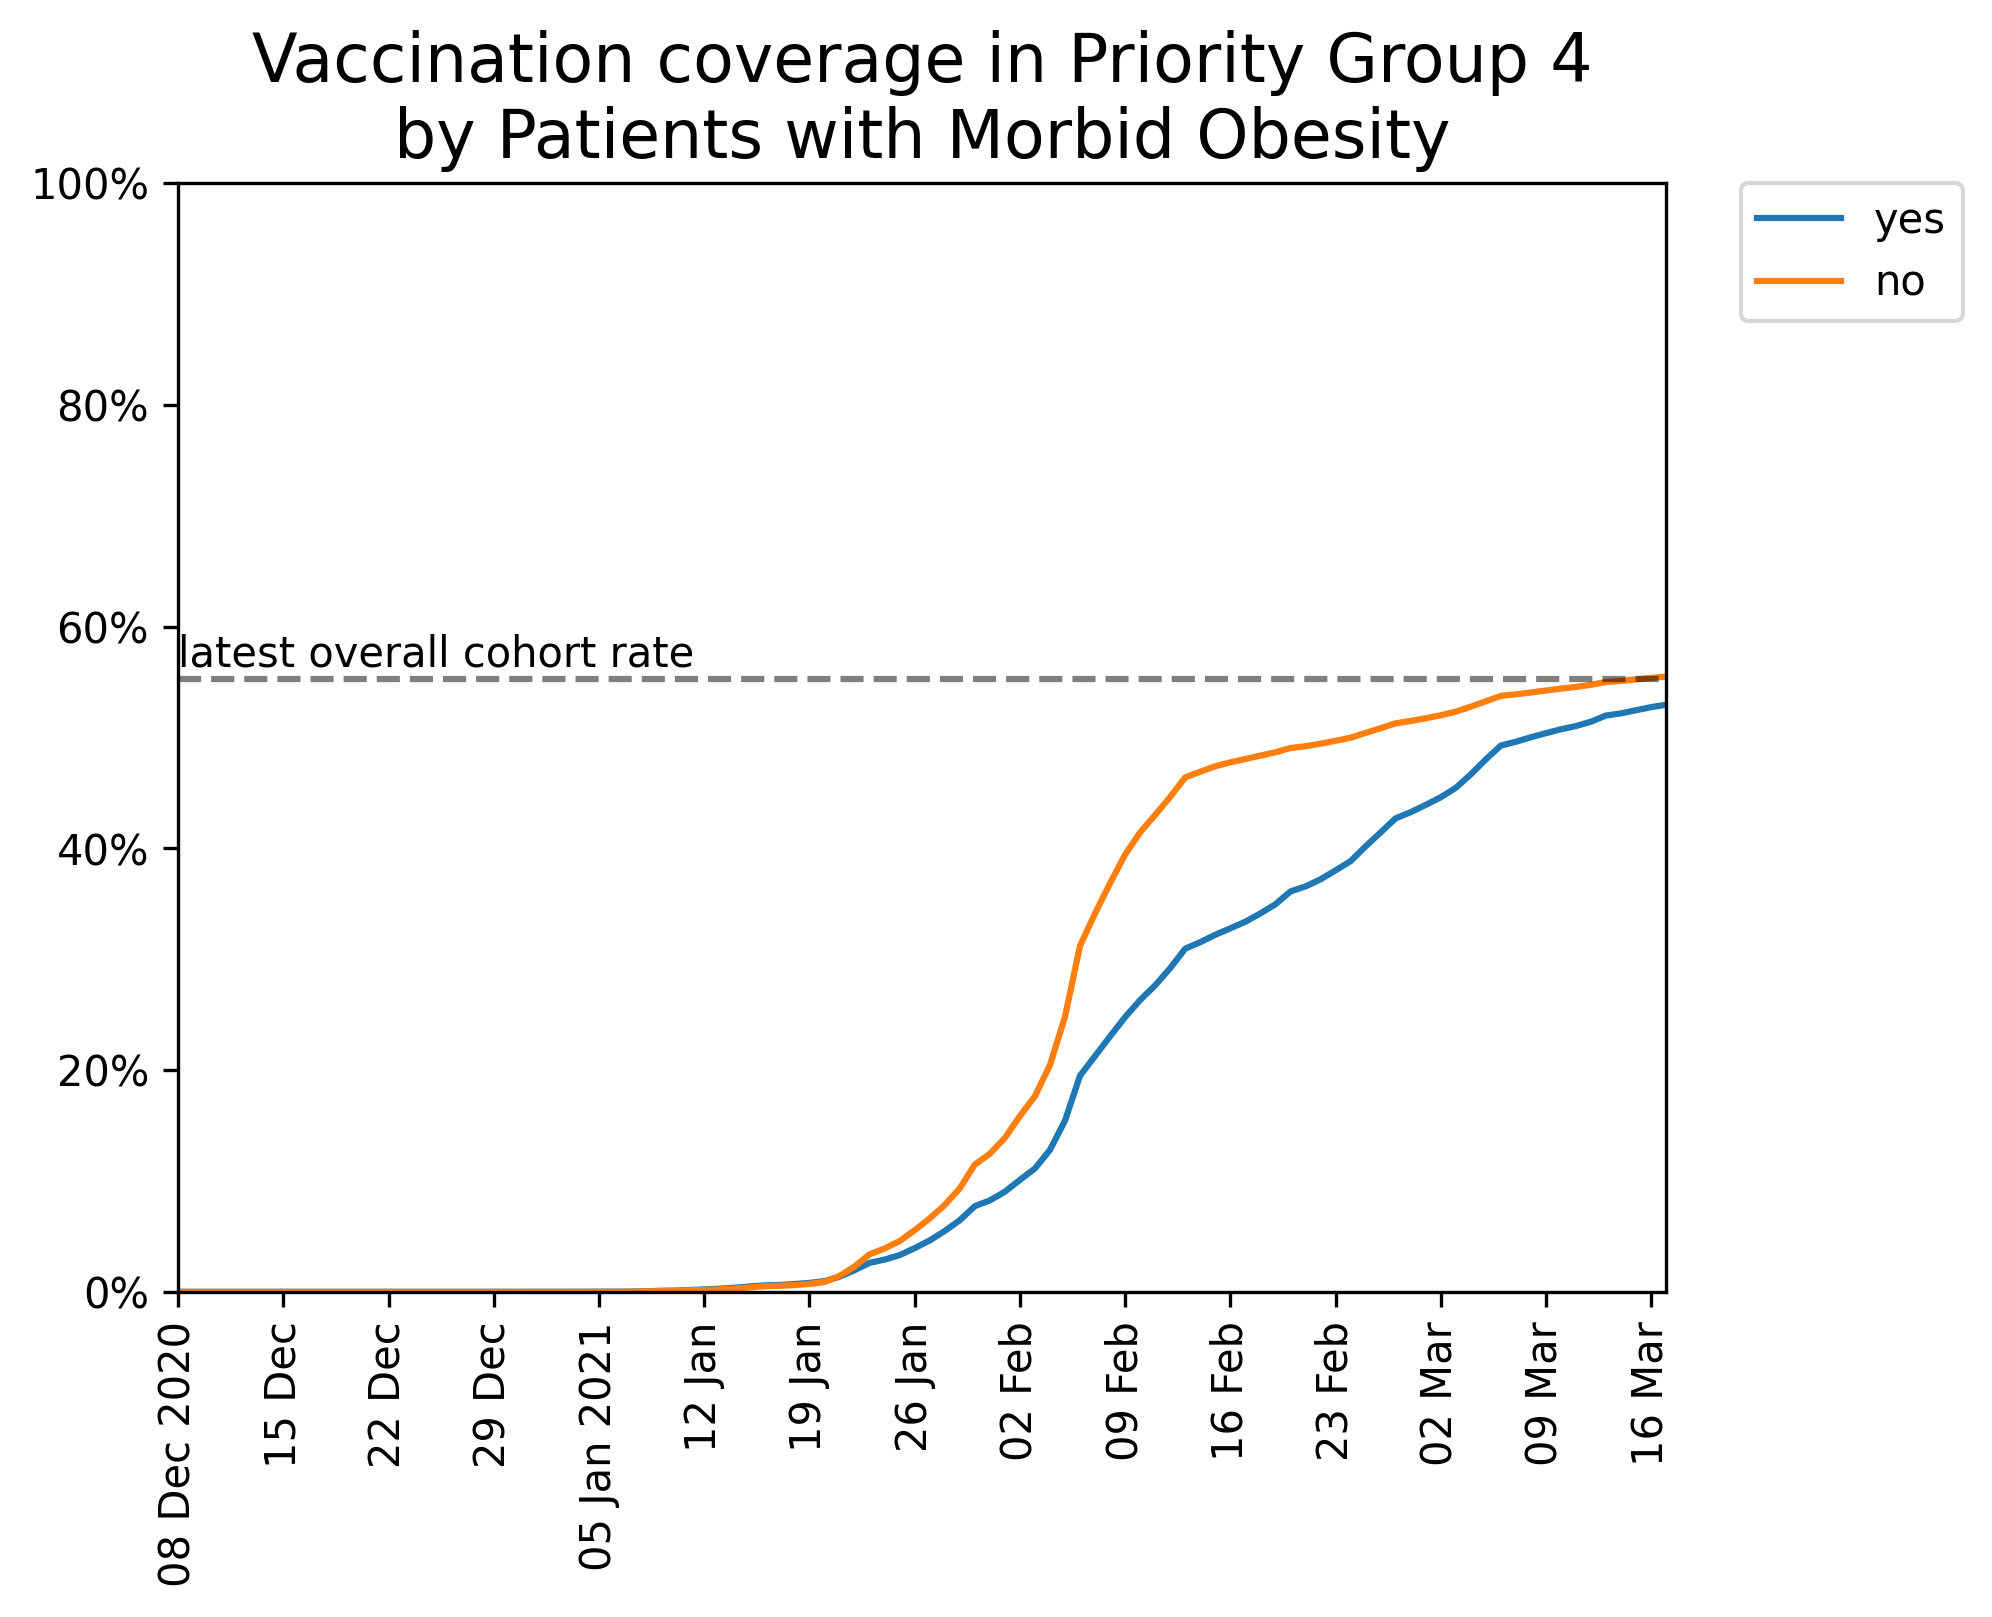 Vaccination coverage in Priority Group 4
by Patients with Morbid Obesity
100%
80%
60%
40%
20%
0%
latest overall cohort rate
yes
no
08 Dec 2020
15 Dec
22 Dec
29 Dec
05 Jan 2021
12 Jan
19 Jan
26 Jan
02 Feb
09 Feb
16 Feb
23 Feb
02 Mar
09 Mar
16 Mar